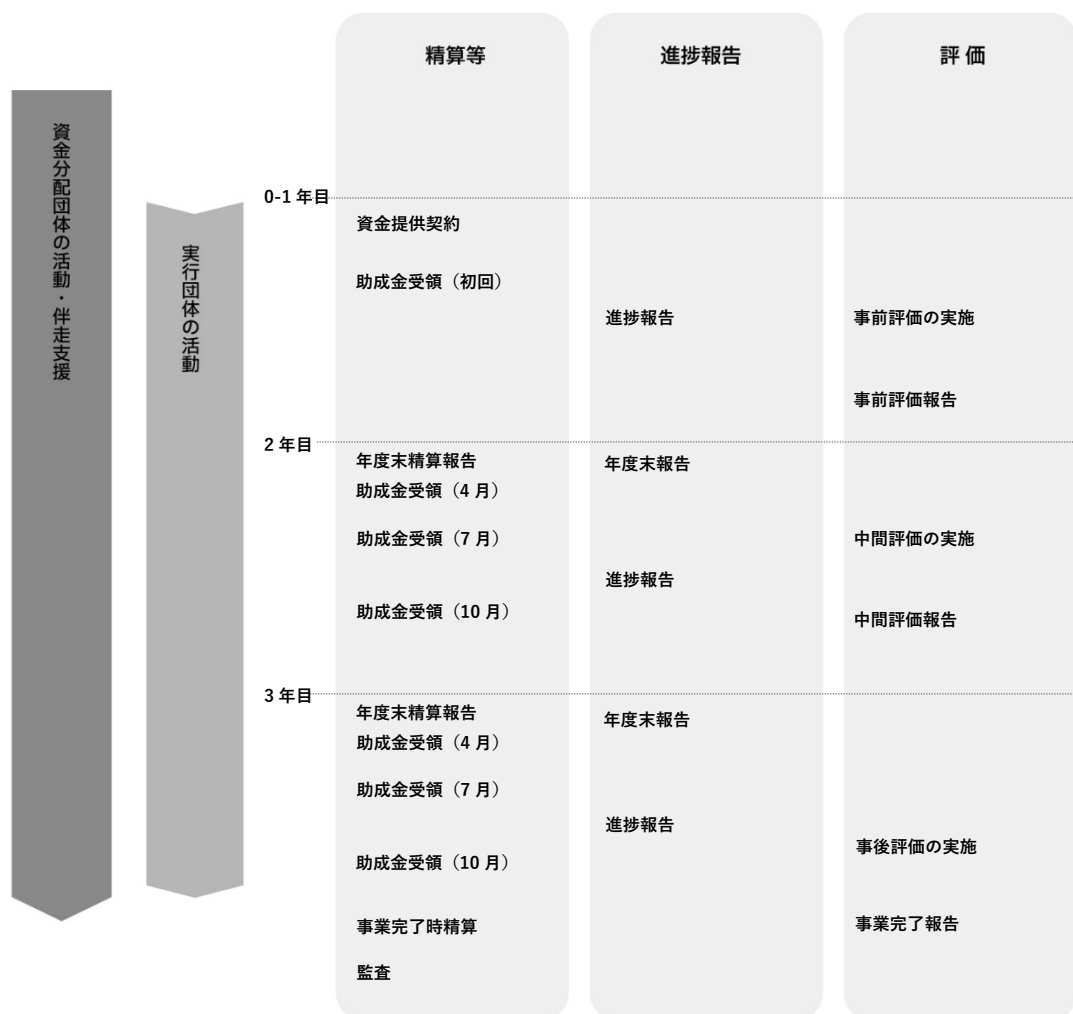 精算等
進捗報告
評 価
資金分配団体の活動・伴走支援
実行団体の活動
0-1 年目
資金提供契約
助成金受領（初回）
進捗報告
事前評価の実施
事前評価報告
2 年目
年度末精算報告
年度末報告
助成金受領（4 月）
助成金受領（7 月）
中間評価の実施
進捗報告
助成金受領（10 月）
中間評価報告
3 年目
年度末精算報告
年度末報告
助成金受領（4 月）
助成金受領（7 月）
進捗報告
事後評価の実施
助成金受領（10 月）
事業完了時精算
事業完了報告
監査